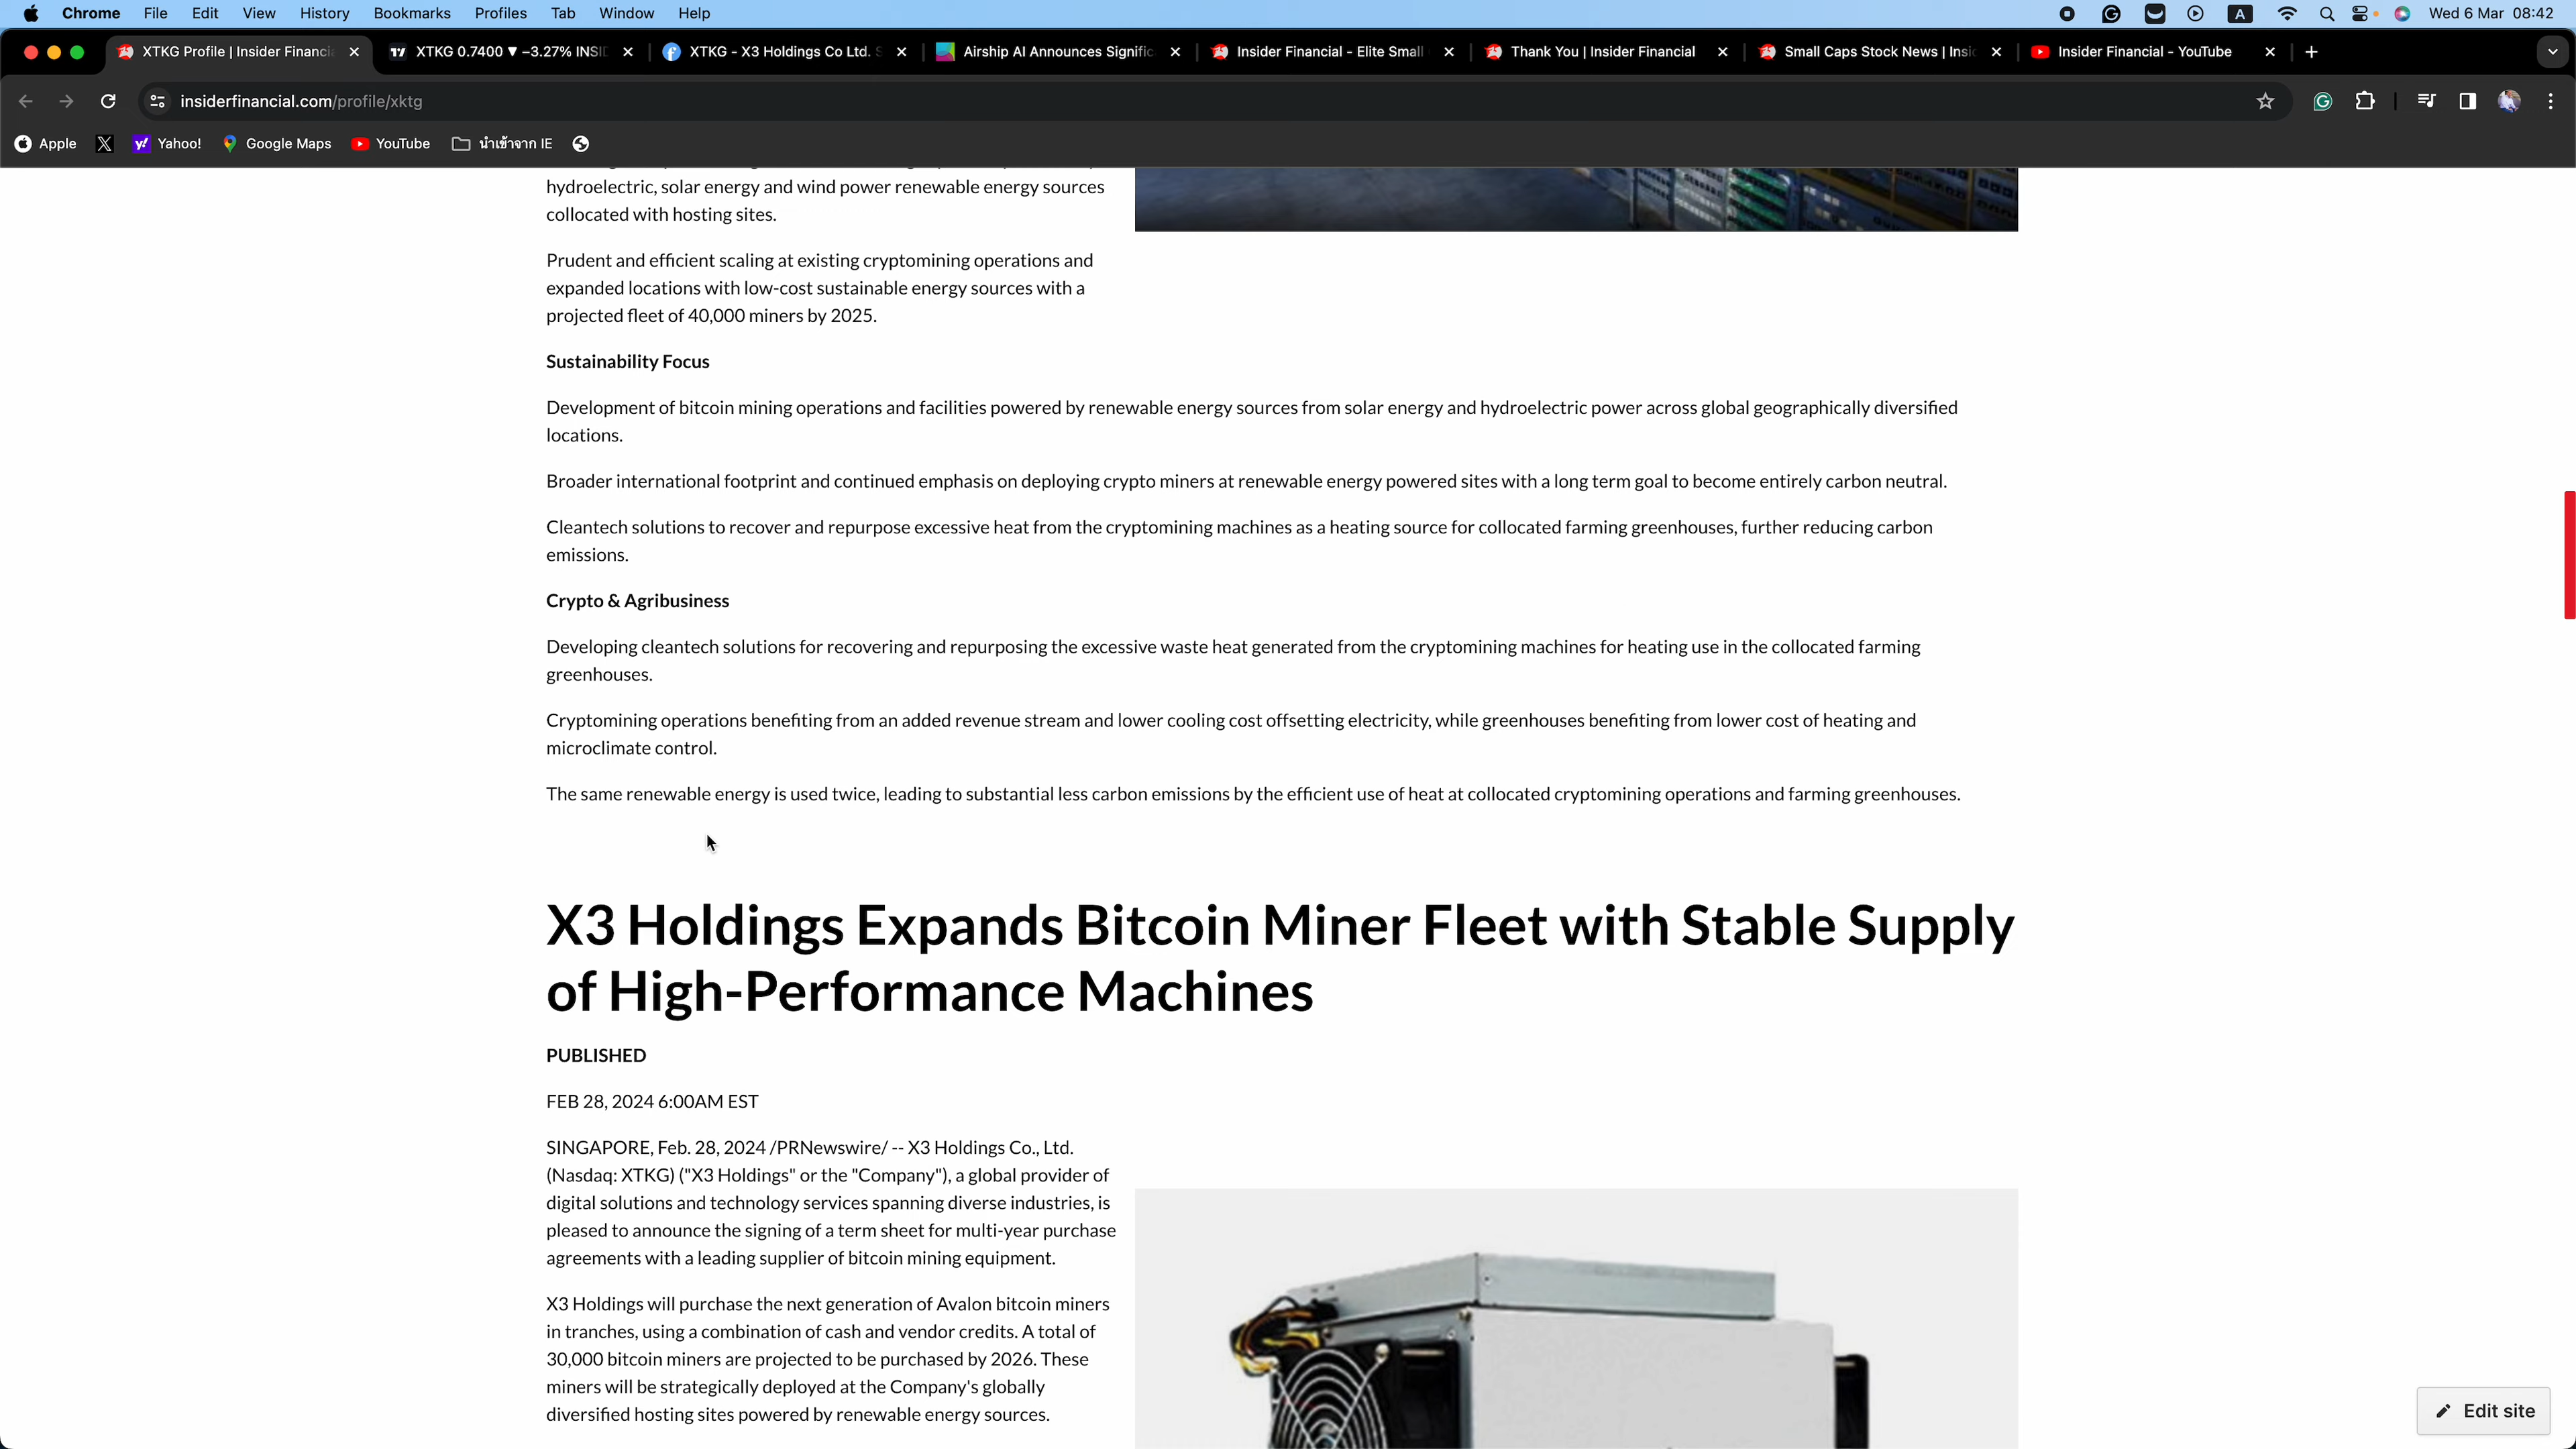 Chrome File Edit View History Bookmarks Profiles Tab Window Help
A Wed 6 Mar 08:42
XTKG Profile | Insider Financi
XTKG 0.7400 ▼ −3.27% INSI
XTKG - X3 Holdings Co Ltd. S
Airship AI Announces Signific
Insider Financial - Elite Small
Thank You | Insider Financial
Small Caps Stock News | Insi
Insider Financial - YouTube
insiderfinancial.com/profile/xktg
Apple Yahoo! Google Maps YouTube นำเข้าจาก IE
hydroelectric, solar energy and wind power renewable energy sources
collocated with hosting sites.
Prudent and efficient scaling at existing cryptomining operations and
expanded locations with low-cost sustainable energy sources with a
projected fleet of 40,000 miners by 2025.
Sustainability Focus
Development of bitcoin mining operations and facilities powered by renewable energy sources from solar energy and hydroelectric power across global geographically diversified
locations.
Broader international footprint and continued emphasis on deploying crypto miners at renewable energy powered sites with a long term goal to become entirely carbon neutral.
Cleantech solutions to recover and repurpose excessive heat from the cryptomining machines as a heating source for collocated farming greenhouses, further reducing carbon
emissions.
Crypto & Agribusiness
Developing cleantech solutions for recovering and repurposing the excessive waste heat generated from the cryptomining machines for heating use in the collocated farming
greenhouses.
Cryptomining operations benefiting from an added revenue stream and lower cooling cost offsetting electricity, while greenhouses benefiting from lower cost of heating and
microclimate control.
The same renewable energy is used twice, leading to substantial less carbon emissions by the efficient use of heat at collocated cryptomining operations and farming greenhouses.
X3 Holdings Expands Bitcoin Miner Fleet with Stable Supply
of High-Performance Machines
PUBLISHED
FEB 28, 2024 6:00AM EST
SINGAPORE, Feb. 28, 2024 /PRNewswire/ -- X3 Holdings Co., Ltd.
(Nasdaq: XTKG) ("X3 Holdings" or the "Company"), a global provider of
digital solutions and technology services spanning diverse industries, is
pleased to announce the signing of a term sheet for multi-year purchase
agreements with a leading supplier of bitcoin mining equipment.
X3 Holdings will purchase the next generation of Avalon bitcoin miners
in tranches, using a combination of cash and vendor credits. A total of
30,000 bitcoin miners are projected to be purchased by 2026. These
miners will be strategically deployed at the Company's globally
diversified hosting sites powered by renewable energy sources.
Edit site